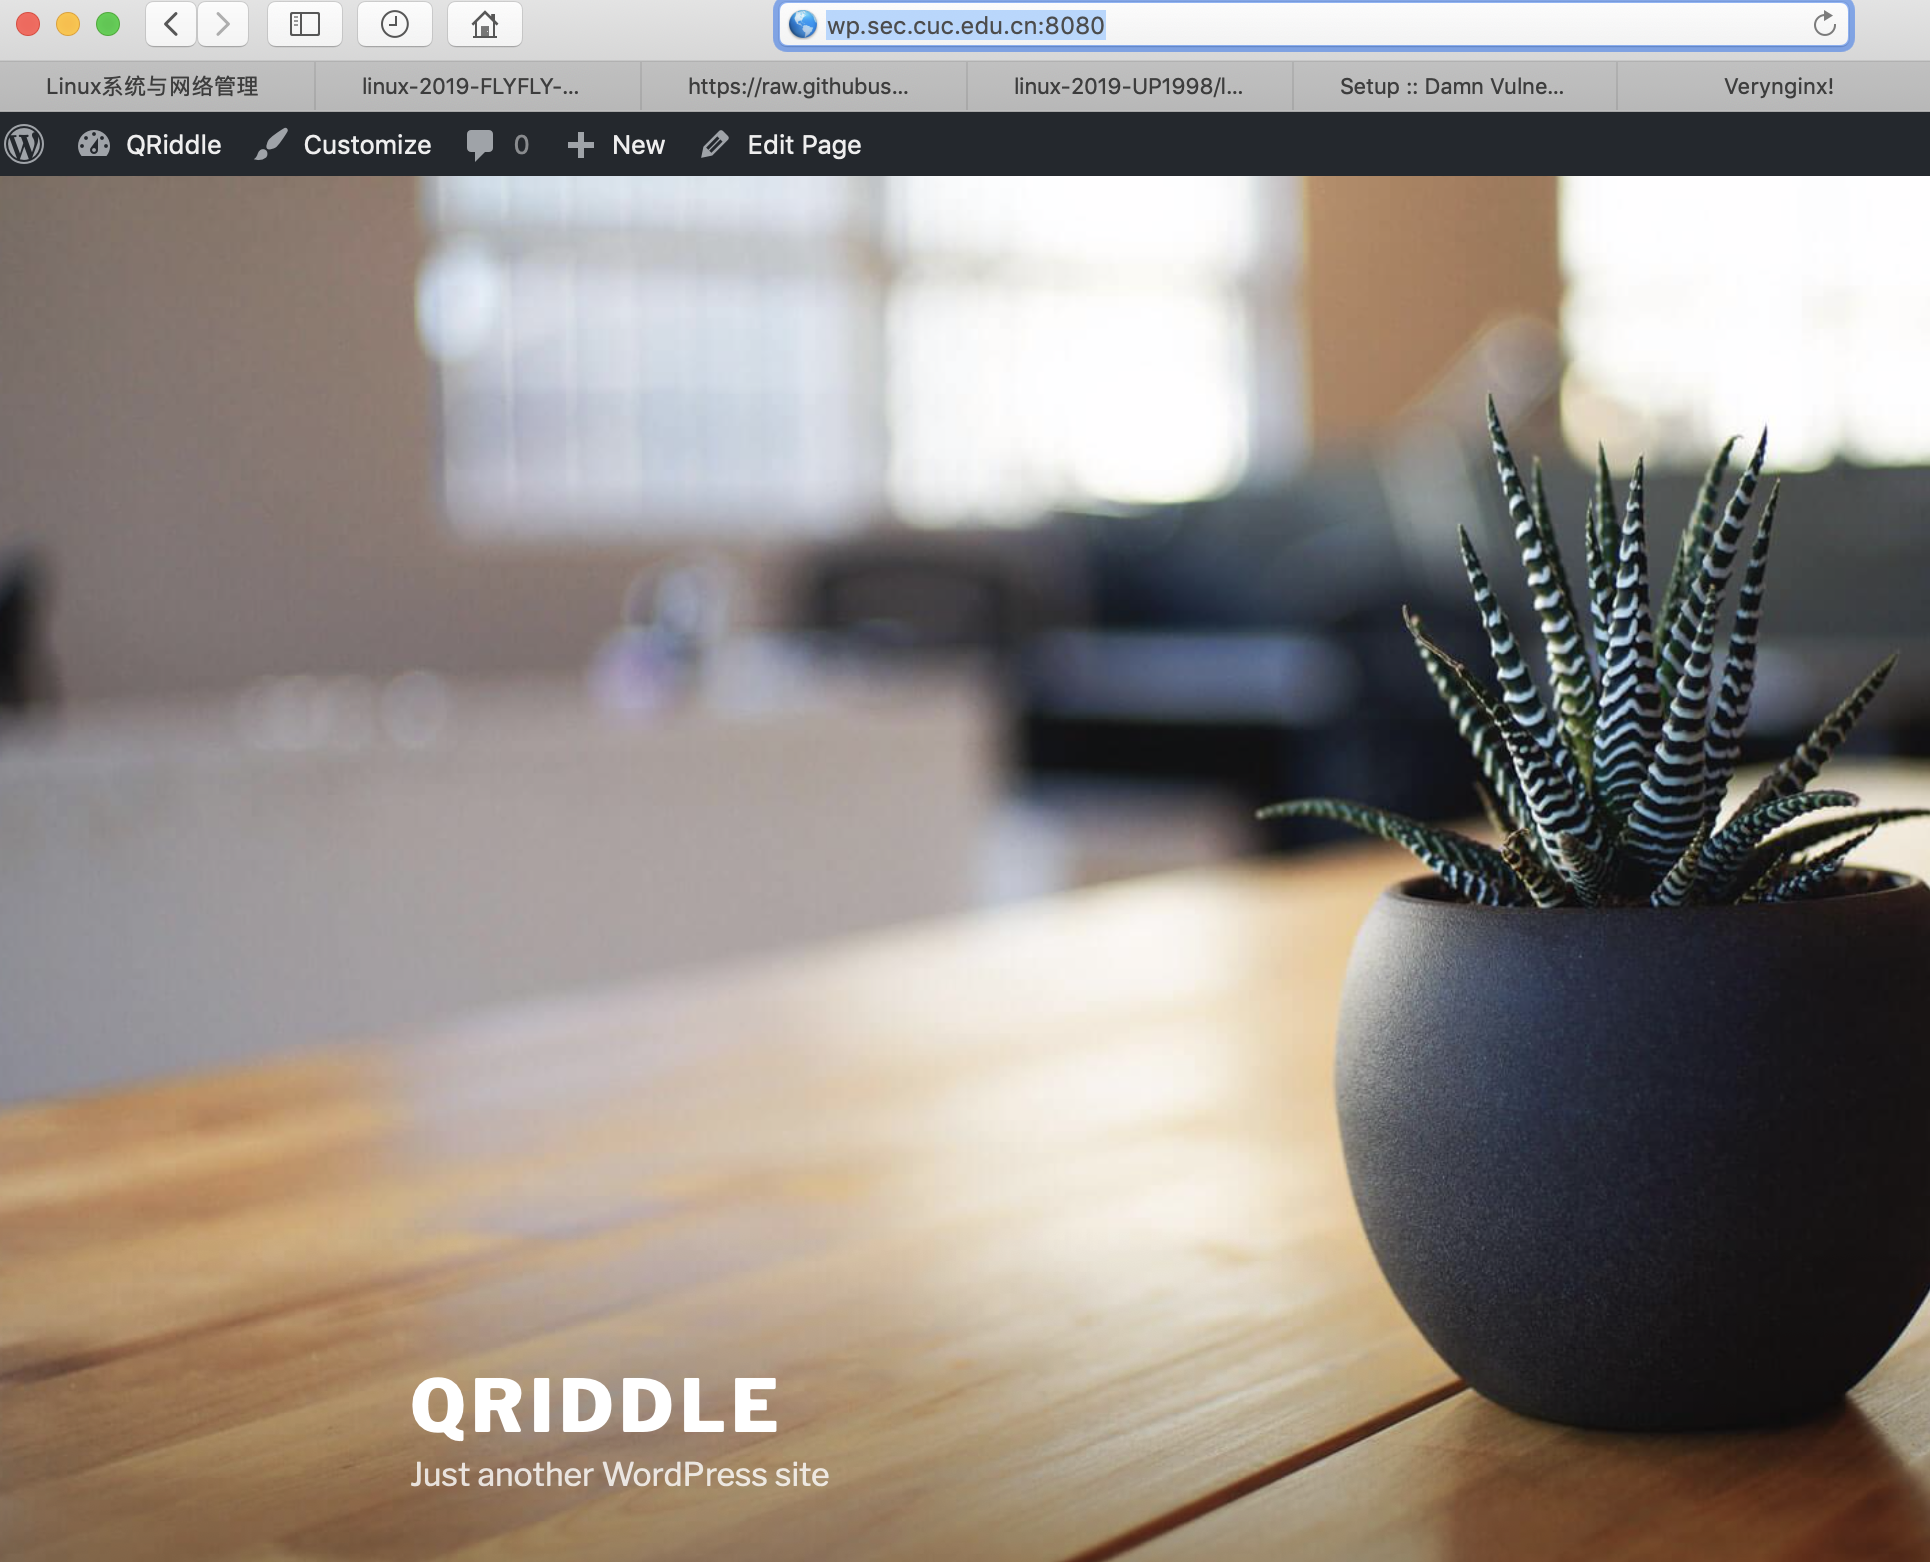 wp.sec.cuc.edu.cn:8080
Linux系统与网络管理
linux-2019-FLYFLY-...
https://raw.githubus...
linux-2019-UP1998/l...
Setup :: Damn Vulne...
Verynginx!
QRiddle
Customize
0
New
Edit Page
QRIDDLE
Just another WordPress site